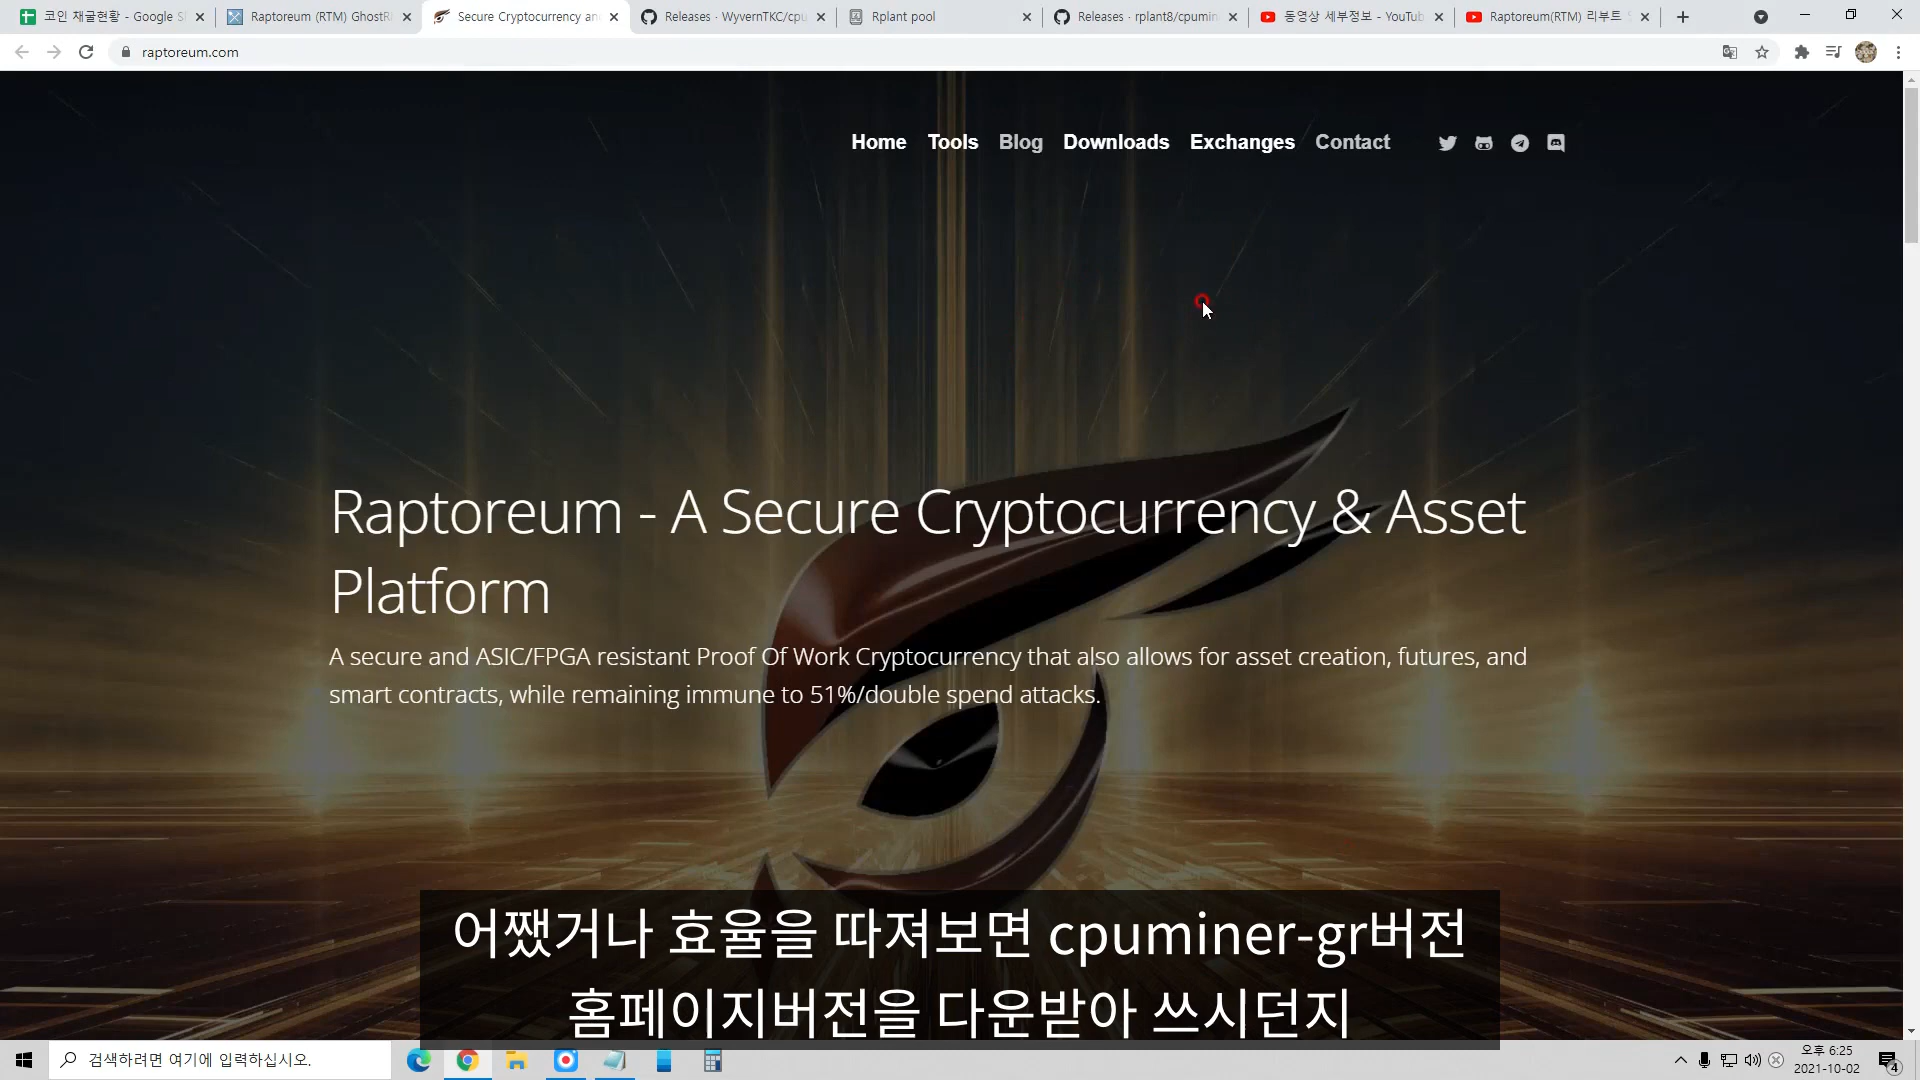 코인 채굴현황 - Google S
Raptoreum (RTM) GhostR
Secure Cryptocurrency an
Releases · WyvernTKC/cpu
Rplant pool
Releases · rplant8/cpumin
동영상 세부정보 - YouTub
Raptoreum(RTM) 리부트
raptoreum.com
Home Tools Blog Downloads Exchanges Contact
Raptoreum - A Secure Cryptocurrency & Asset
Platform
A secure and ASIC/FPGA resistant Proof Of Work Cryptocurrency that also allows for asset creation, futures, and
smart contracts, while remaining immune to 51%/double spend attacks.
어쨌거나 효율을 따져보면 cpuminer-gr버전
홈페이지버전을 다운받아 쓰시던지
검색하려면 여기에 입력하십시오.
오후 6:25
2021-10-02
4